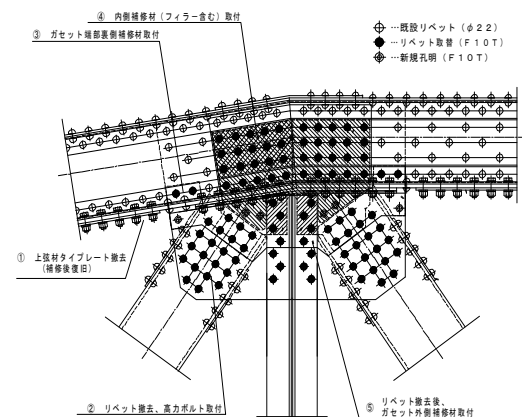 ④ 内側補修材(フィラー含む)取付
③ ガセット端部裏側補修材取付
…既設リベット(φ22)
…リベット取替(F10T)
…新規孔明(F10T)
① 上弦材タイプレート撤去
(補修後復旧)
② リベット撤去、高力ボルト取付
⑤ リベット撤去後、
ガセット外側補修材取付